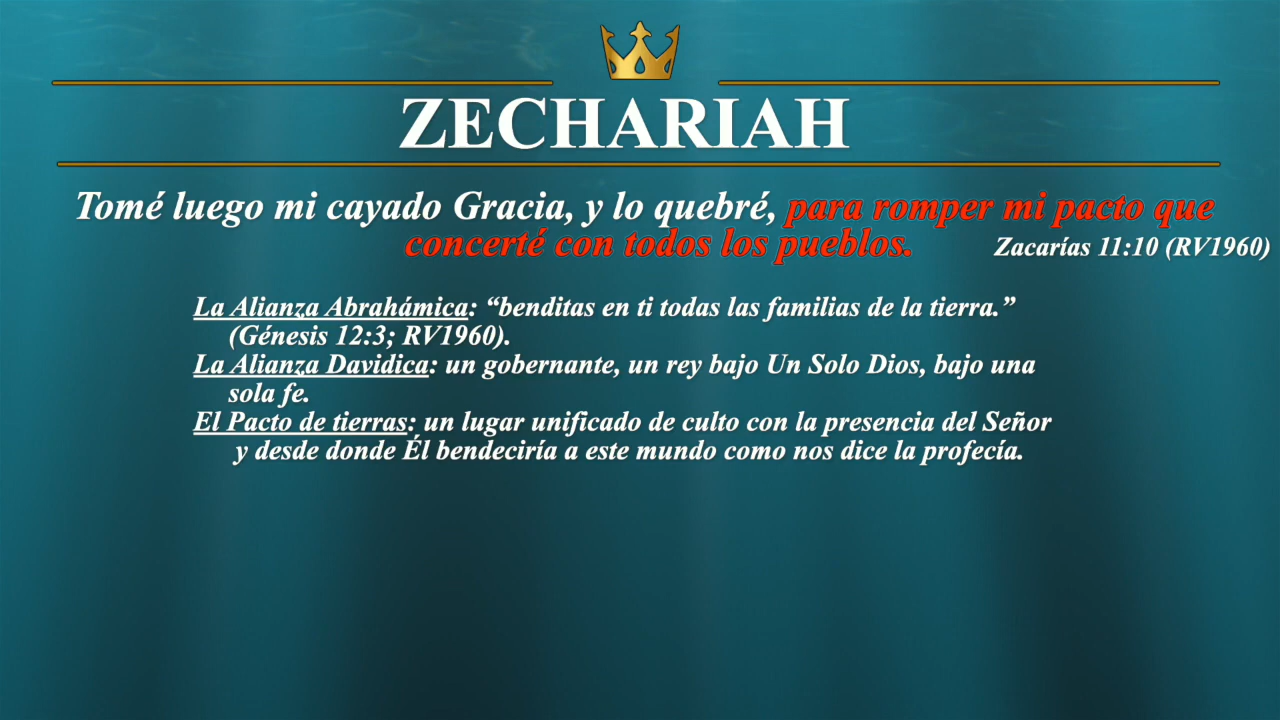 ZECHARIAH
Tomé luego mi cayado Gracia, y lo quebré, para romper mi pacto que
concerté con todos los pueblos.
Zacarías 11:10 (RV1960)
La Alianza Abrahámica: “benditas en ti todas las familias de la tierra.”
(Génesis 12:3; RV1960).
La Alianza Davidica: un gobernante, un rey bajo Un Solo Dios, bajo una
sola fe.
El Pacto de tierras: un lugar unificado de culto con la presencia del Señor
y desde donde Él bendeciría a este mundo como nos dice la profecía.